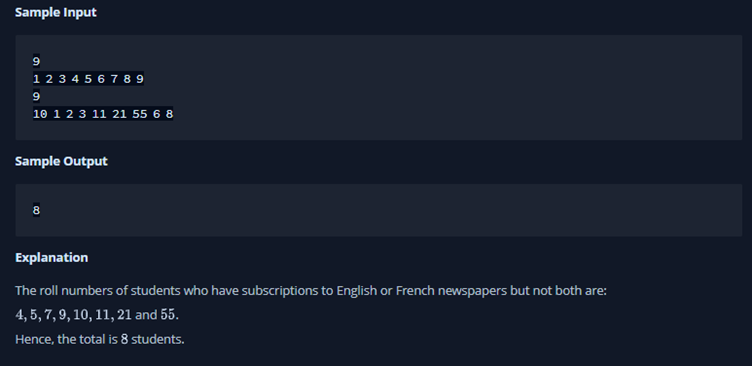 Sample Input
9
1 2 3 4 5 6 7 8 9
9
10 1 2 3 11 21 55 6 8
Sample Output
8
Explanation
The roll numbers of students who have subscriptions to English or French newspapers but not both are:
4, 5, 7, 9, 10, 11, 21 and 55.
Hence, the total is 8 students.